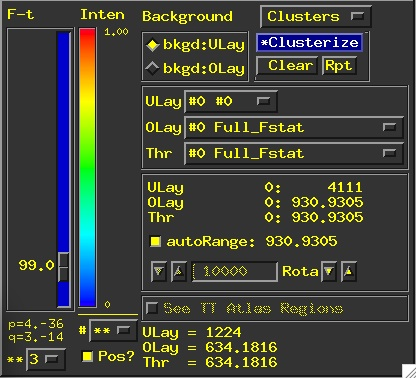 F-t Inten Background Clusters
1.00
bkgd:ULay *Clusterize
bkgd:OLay Clear Rpt
ULay #0 #0
OLay #0 Full_Fstat
Thr #0 Full_Fstat
ULay 0: 4111
OLay 0: 930.9305
Thr 0: 930.9305
autoRange: 930.9305
99.0
10000 Rota
0
See TT Atlas Regions
p=4.-36
q=3.-14
# **
ULay = 1224
OLay = 634.1816
Thr = 634.1816
** 3
Pos?